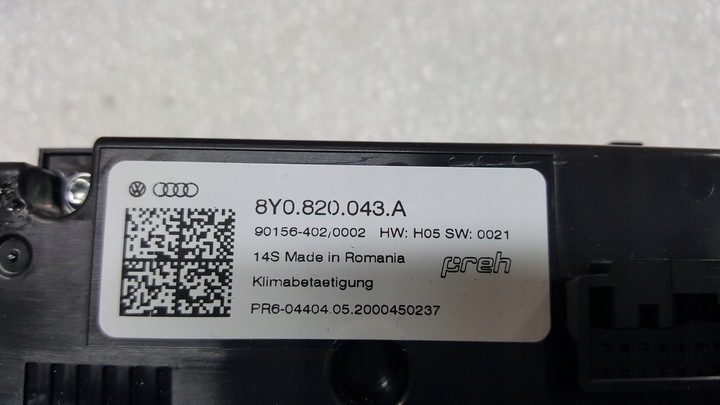 8Y0.820.043.A
90156-402/0002 HW: H05 SW: 0021
14S Made in Romania
preh
Klimabetaetigung
PR6-04404.05.2000450237